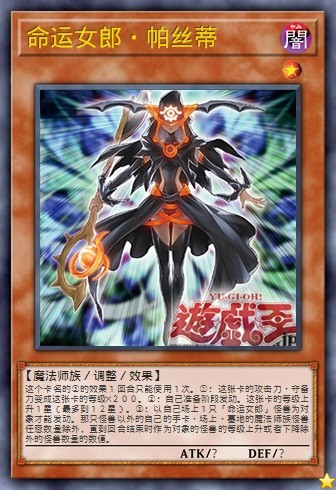 命运女郎・帕丝蒂
闇
YU-GI-OH!
遊戯王
.JP
【魔法师族／调整／效果】
这个卡名的②的效果1回合只能使用1次。①：这张卡的攻击力・守备
力变成这张卡的等级×200。②：自己准备阶段发动。这张卡的等级上
升1星（最多到12星）。③：以自己场上1只「命运女郎」怪兽为对
象才能发动。那只怪兽以外的自己的手卡・场上・墓地的魔法师族怪兽
任意数量除外，直到回合结束时作为对象的怪兽的等级上升或者下降除
外的怪兽数量的数值。
ATK/? DEF/?